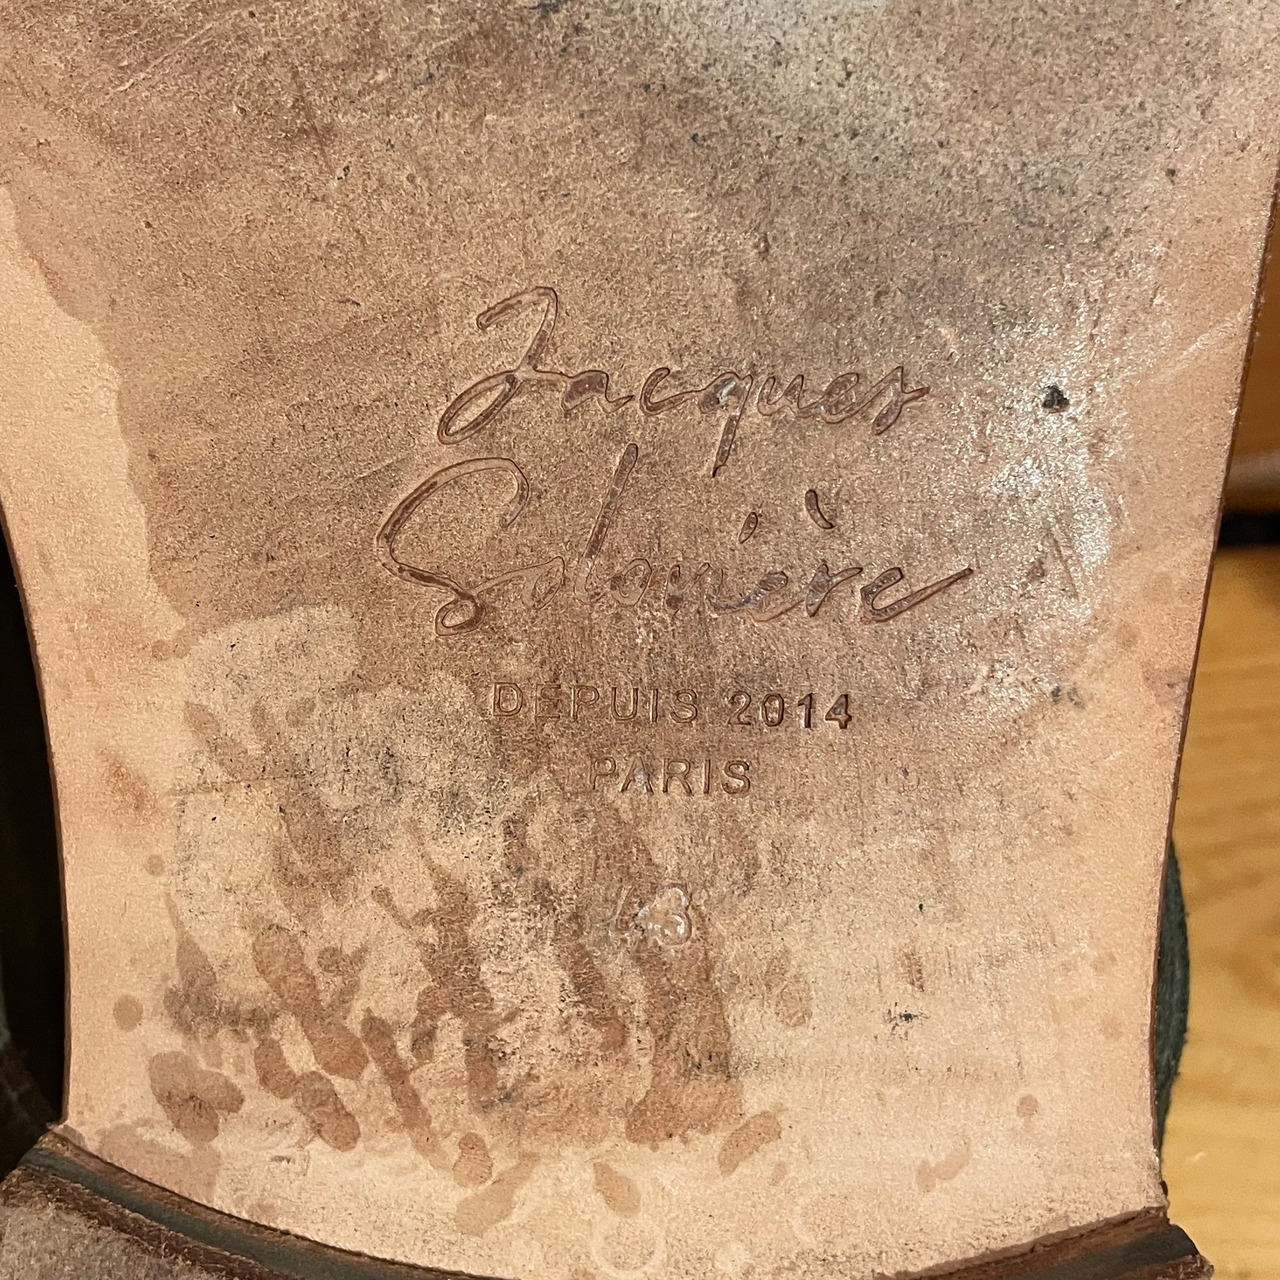 Jacques
Solovière
DEPUIS 2014
PARIS
43